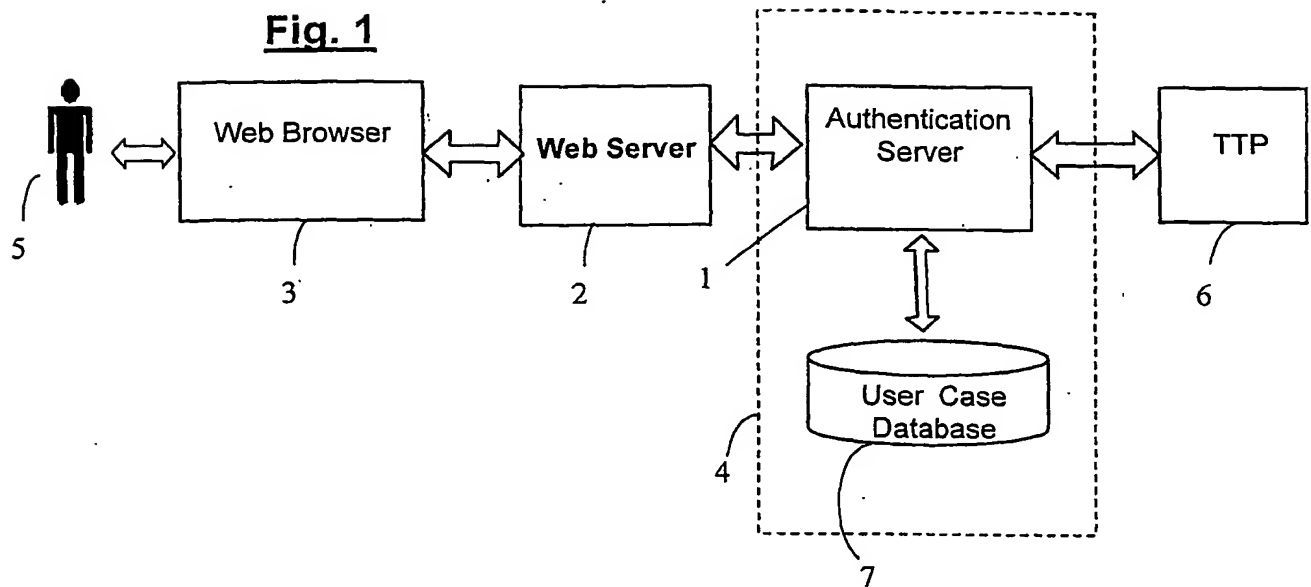 Fig. 1
Web Browser
Web Server
Authentication
Server
TTP
5
3
2
1
6
User Case
Database
4
7